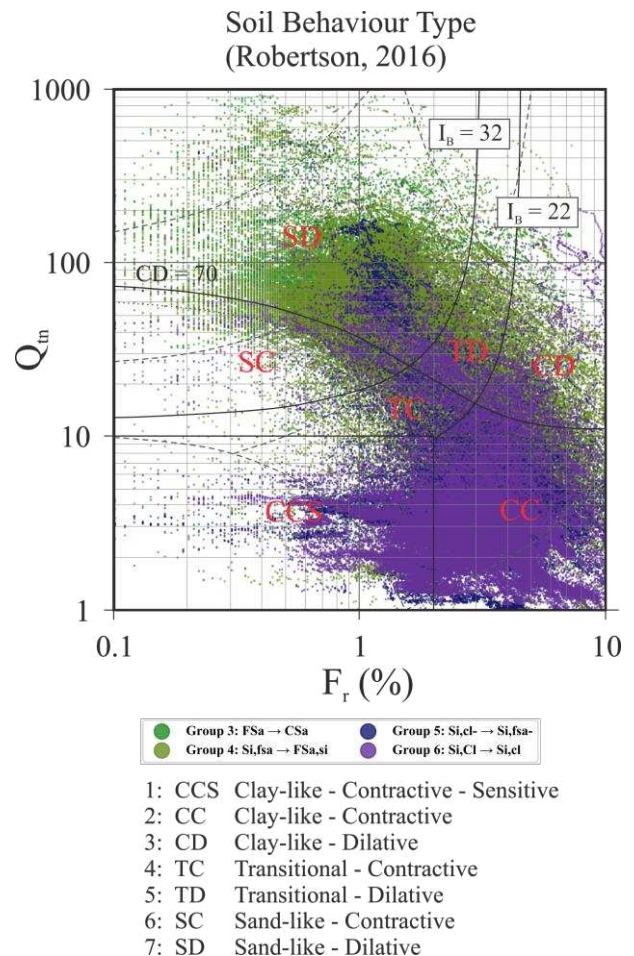 Soil Behaviour Type
(Robertson, 2016)
1000
I_B = 32
I_B = 22
SD
100
CD = 70
Q_tn
SC
TD
CD
TC
10
CCS
CC
1
0.1
1
10
F_r (%)
Group 3: FSa → CSa
Group 5: Si,cl- → Si,fsa-
Group 4: Si,fsa → FSa,si
Group 6: Si,Cl → Si,cl
1: CCS Clay-like - Contractive - Sensitive
2: CC Clay-like - Contractive
3: CD Clay-like - Dilative
4: TC Transitional - Contractive
5: TD Transitional - Dilative
6: SC Sand-like - Contractive
7: SD Sand-like - Dilative